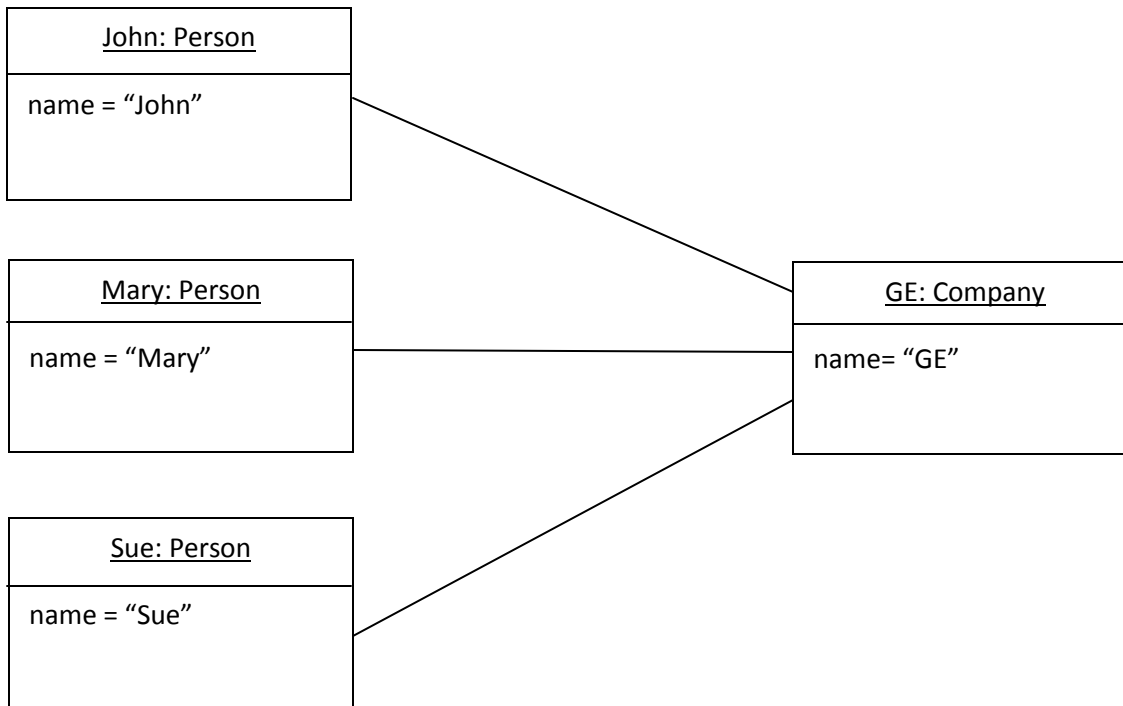 John: Person
name = “John”
Mary: Person
name = “Mary”
Sue: Person
name = “Sue”
GE: Company
name= “GE”